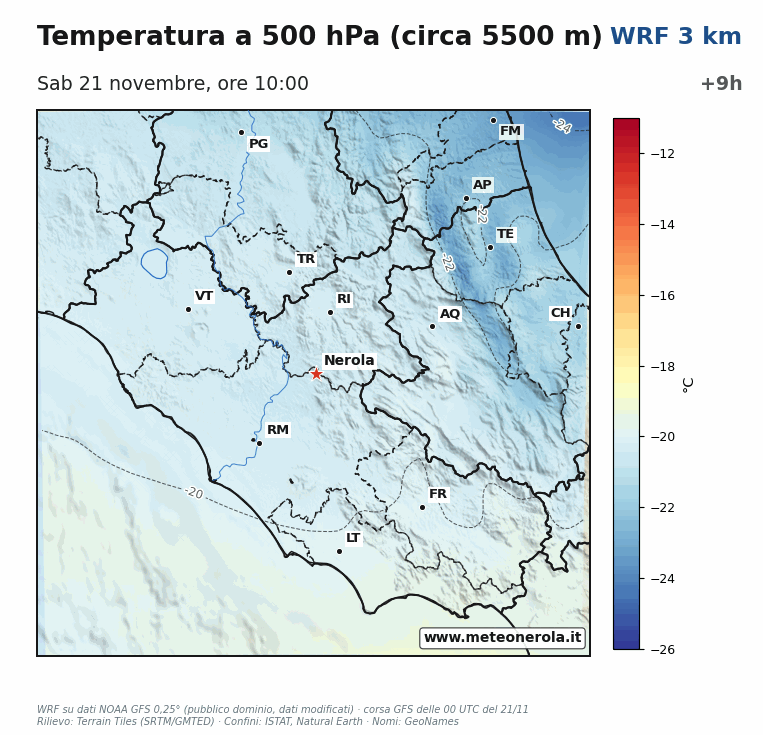 Temperatura a 500 hPa (circa 5500 m) WRF 3 km
Sab 21 novembre, ore 10:00 +9h
-24
FM
PG
AP
-22
TE
-22
TR
VT
RI
AQ
CH
Nerola
RM
-20
FR
LT
www.meteonerola.it
−12
−14
−16
−18
−20
−22
−24
−26
°C
WRF su dati NOAA GFS 0,25° (pubblico dominio, dati modificati) · corsa GFS delle 00 UTC del 21/11
Rilievo: Terrain Tiles (SRTM/GMTED) · Confini: ISTAT, Natural Earth · Nomi: GeoNames